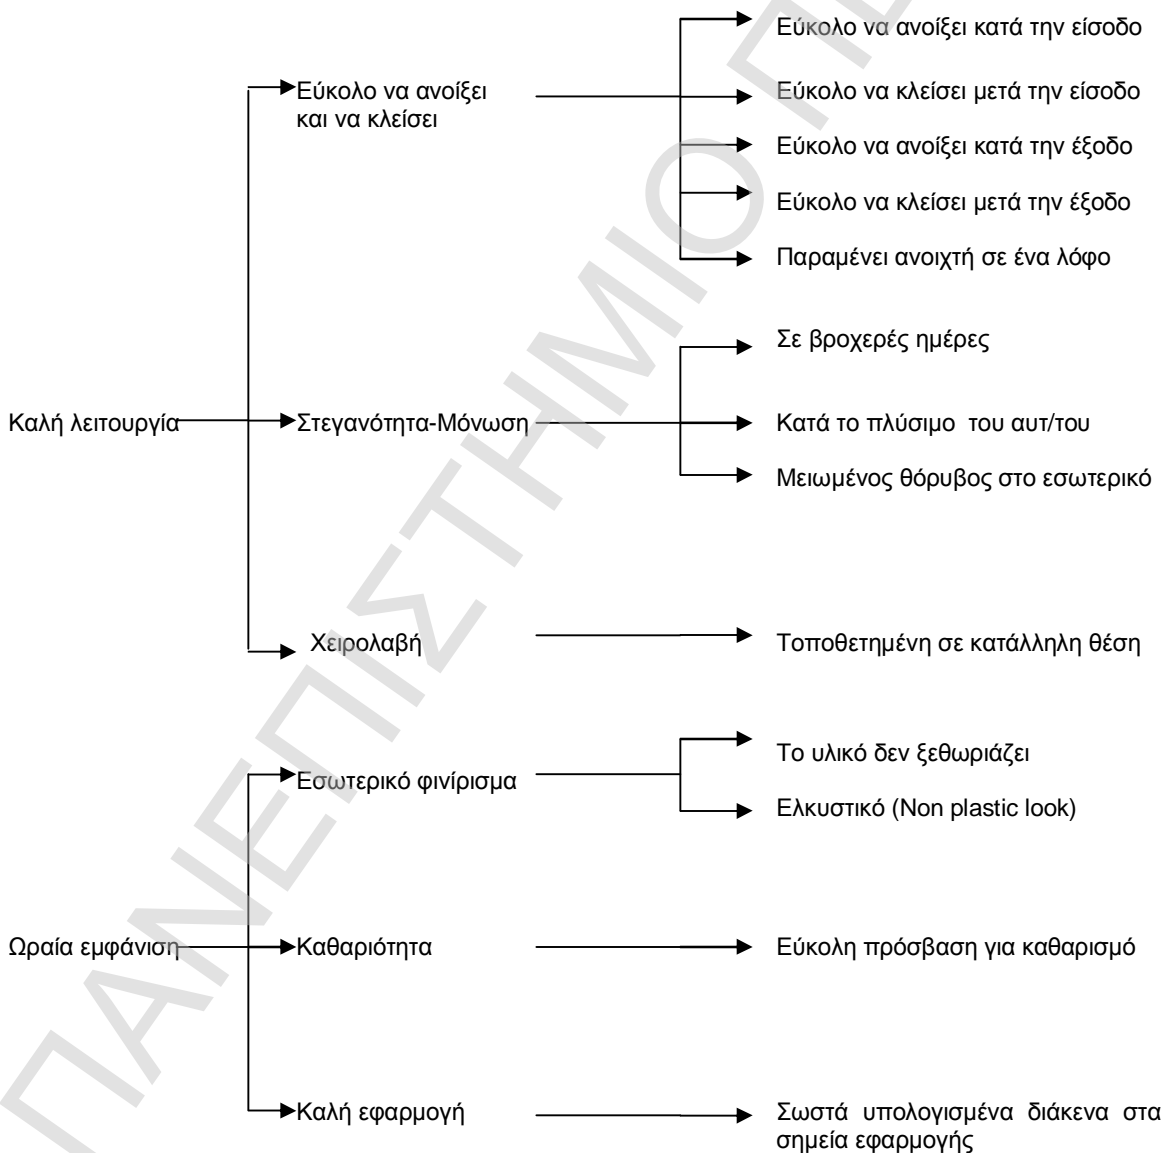 Εύκολο να ανοίξει κατά την είσοδο
Εύκολο να ανοίξει
και να κλείσει
Εύκολο να κλείσει μετά την είσοδο
Εύκολο να ανοίξει κατά την έξοδο
Εύκολο να κλείσει μετά την έξοδο
Παραμένει ανοιχτή σε ένα λόφο
Σε βροχερές ημέρες
Καλή λειτουργία
Στεγανότητα-Μόνωση
Κατά το πλύσιμο του αυτ/του
Μειωμένος θόρυβος στο εσωτερικό
Χειρολαβή
Τοποθετημένη σε κατάλληλη θέση
Το υλικό δεν ξεθωριάζει
Εσωτερικό φινίρισμα
Ελκυστικό (Non plastic look)
Ωραία εμφάνιση
Καθαριότητα
Εύκολη πρόσβαση για καθαρισμό
Καλή εφαρμογή
Σωστά υπολογισμένα διάκενα στα
σημεία εφαρμογής
ΠΑΝΕΠΙΣΤΗΜΙΟ